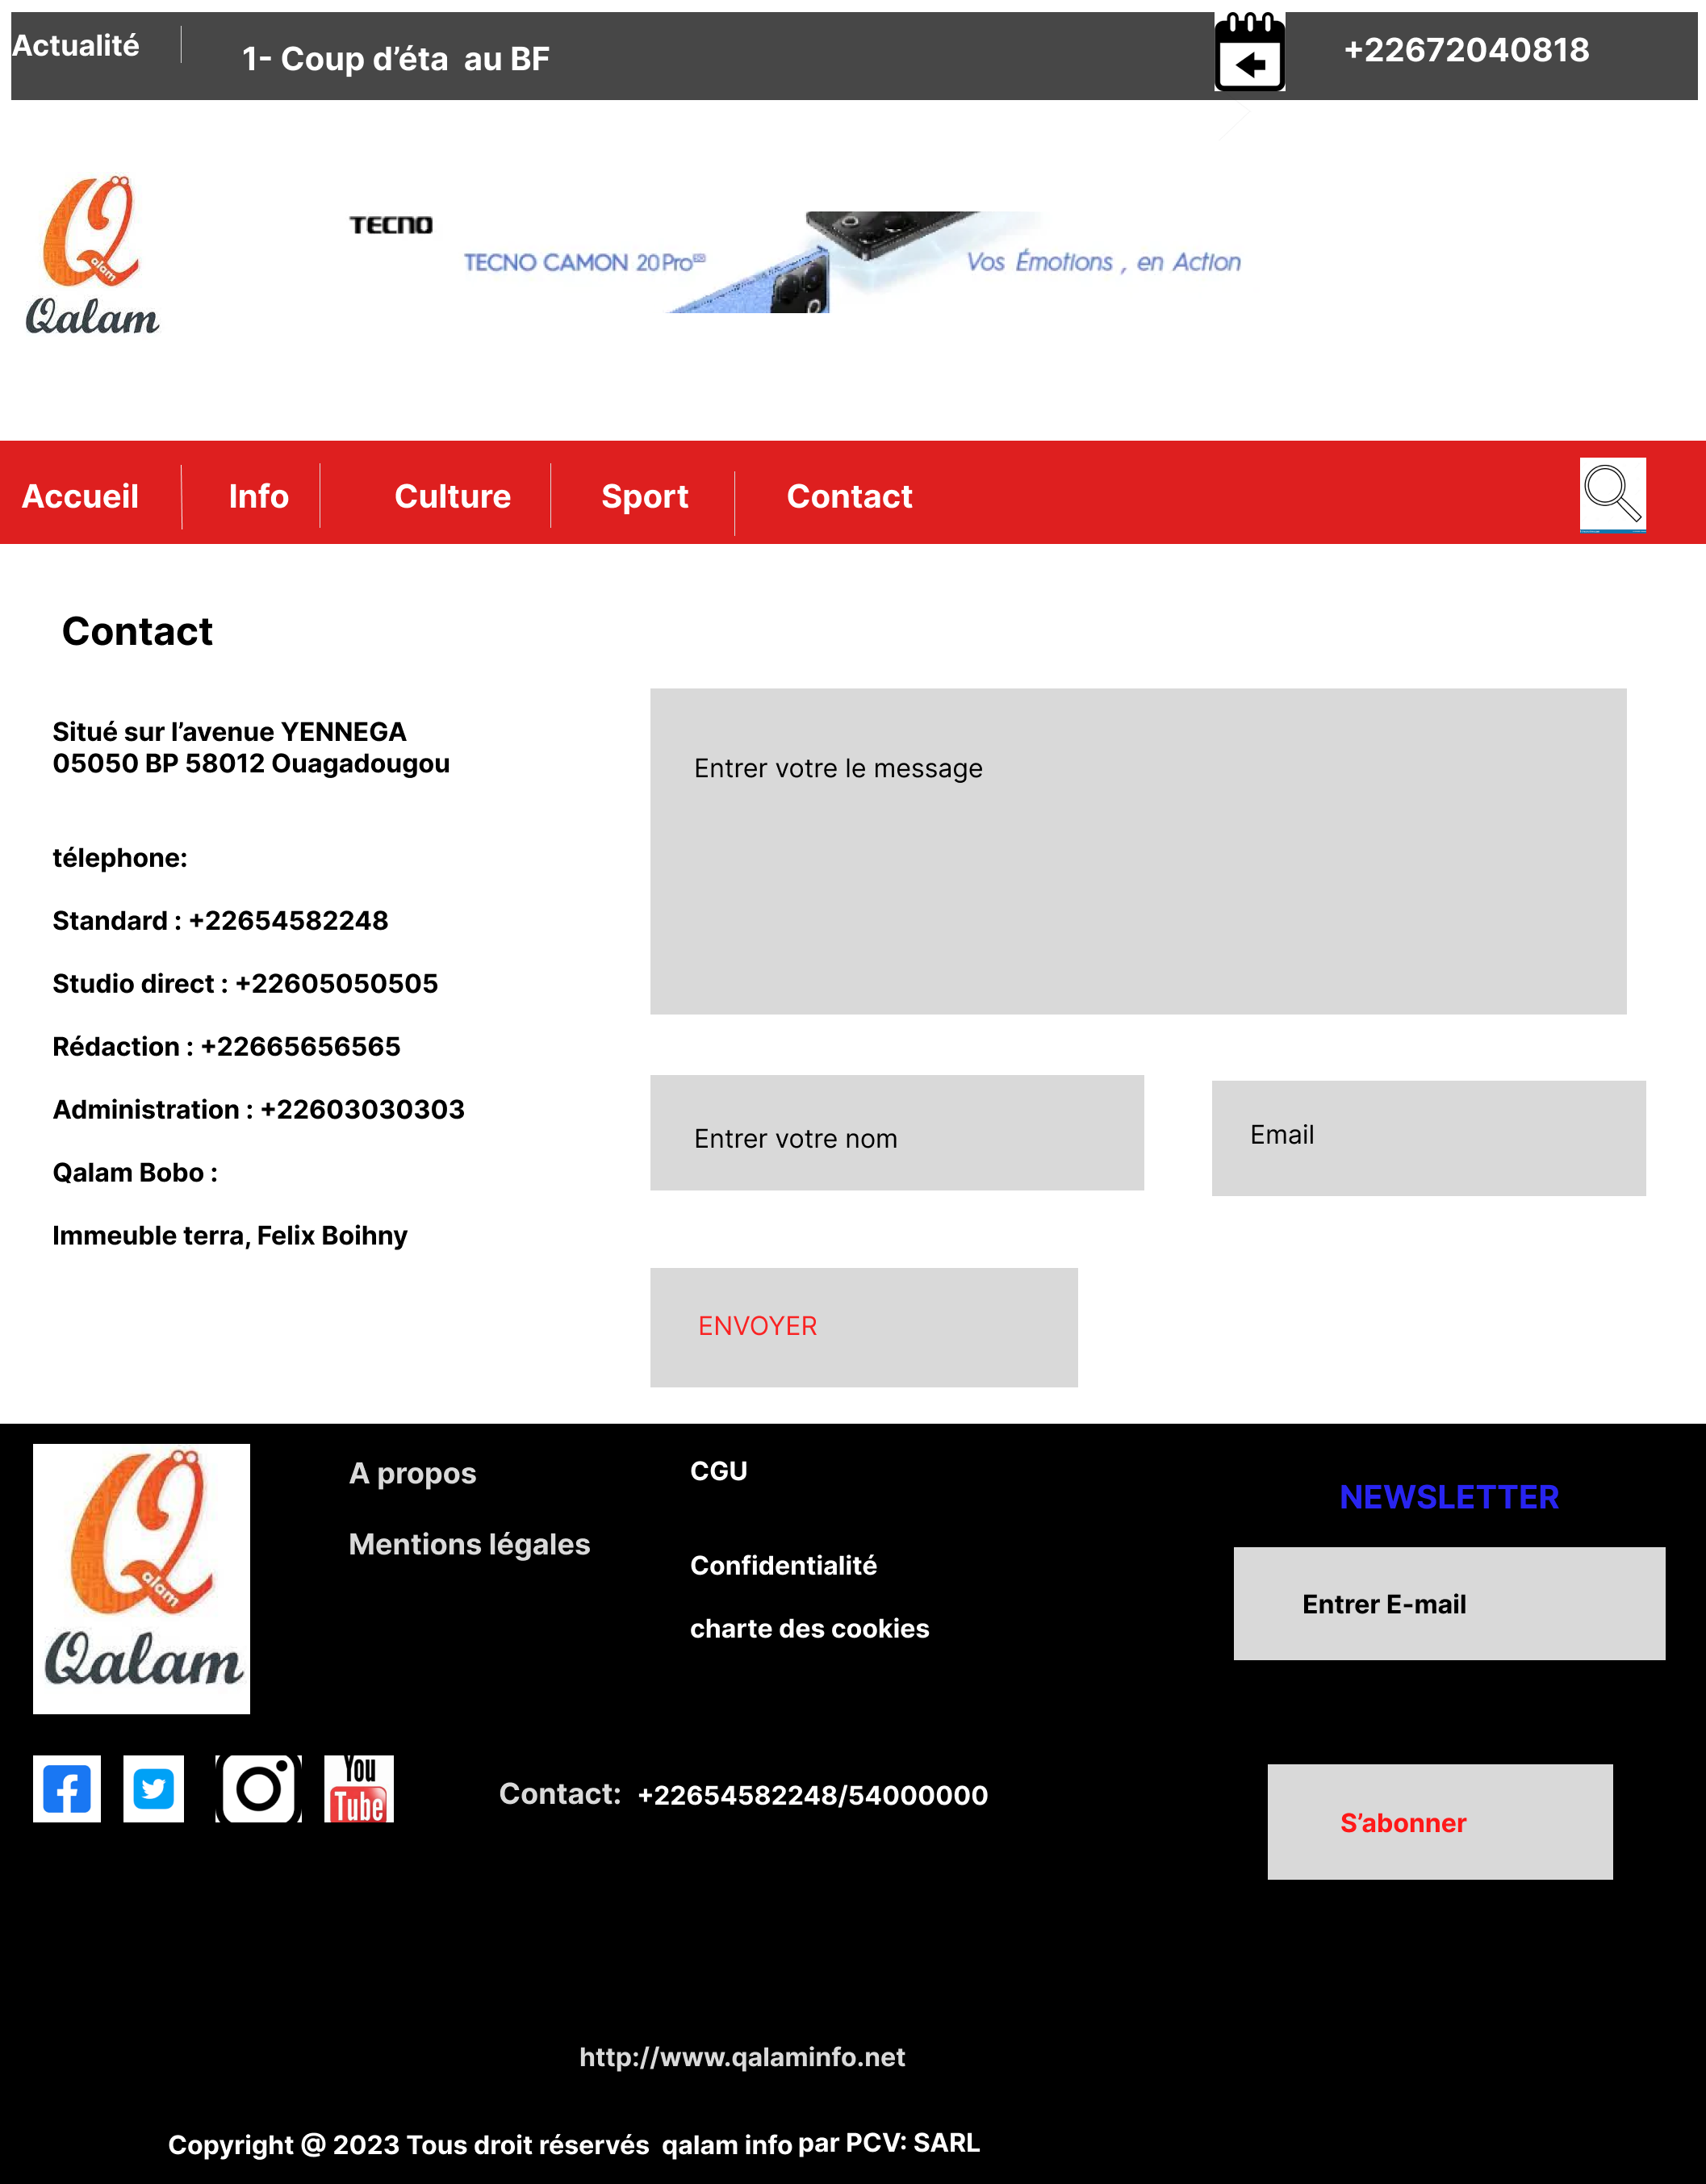 Actualité
1- Coup d’éta au BF
+22672040818
alam
Qalam
TECNO
TECNO CAMON 20 Pro
Vos Émotions , en Action
Accueil
Info
Culture
Sport
Contact
Contact
Situé sur l’avenue YENNEGA
05050 BP 58012 Ouagadougou
télephone:
Standard : +22654582248
Studio direct : +22605050505
Rédaction : +22665656565
Administration : +22603030303
Qalam Bobo :
Immeuble terra, Felix Boihny
Entrer votre le message
Entrer votre nom
Email
ENVOYER
alam
Qalam
A propos
Mentions légales
CGU
Confidentialité
charte des cookies
NEWSLETTER
Entrer E-mail
S’abonner
You
Tube
Contact: +22654582248/54000000
http://www.qalaminfo.net
Copyright @ 2023 Tous droit réservés qalam info par PCV: SARL